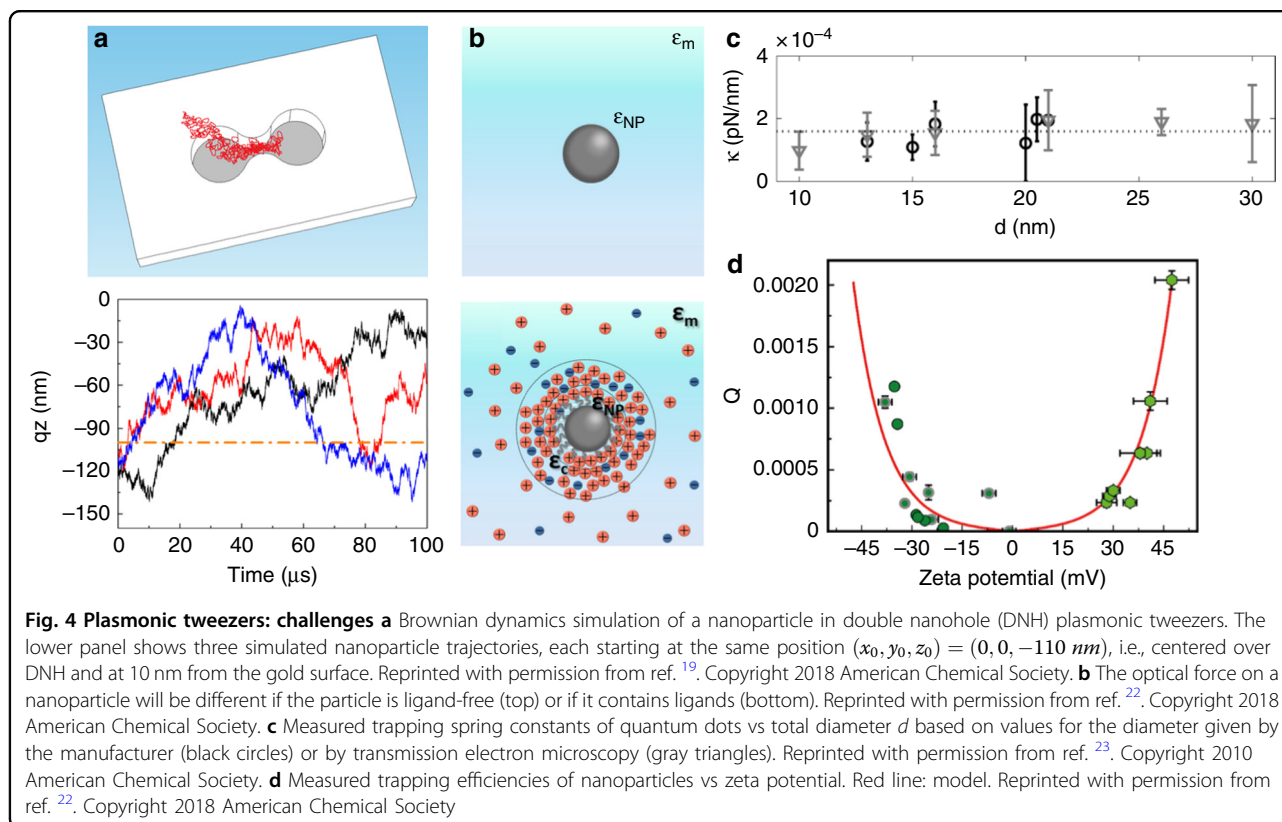 a
b
ε_m
ε_NP
c
×10⁻⁴
4
2
0
κ (pN/nm)
10
15
20
25
30
d (nm)
0
−30
−60
−90
−120
−150
qz (nm)
0
20
40
60
80
100
Time (μs)
ε_m
ε_NP
ε_c
d
0.0020
0.0015
0.0010
0.0005
0
Q
−45
−30
−15
0
15
30
45
Zeta potemtial (mV)
Fig. 4 Plasmonic tweezers: challenges a Brownian dynamics simulation of a nanoparticle in double nanohole (DNH) plasmonic tweezers. The
lower panel shows three simulated nanoparticle trajectories, each starting at the same position (x₀, y₀, z₀) = (0, 0, −110 nm), i.e., centered over
DNH and at 10 nm from the gold surface. Reprinted with permission from ref. ¹⁹. Copyright 2018 American Chemical Society. b The optical force on a
nanoparticle will be different if the particle is ligand-free (top) or if it contains ligands (bottom). Reprinted with permission from ref. ²². Copyright 2018
American Chemical Society. c Measured trapping spring constants of quantum dots vs total diameter d based on values for the diameter given by
the manufacturer (black circles) or by transmission electron microscopy (gray triangles). Reprinted with permission from ref. ²³. Copyright 2010
American Chemical Society. d Measured trapping efficiencies of nanoparticles vs zeta potential. Red line: model. Reprinted with permission from
ref. ²². Copyright 2018 American Chemical Society